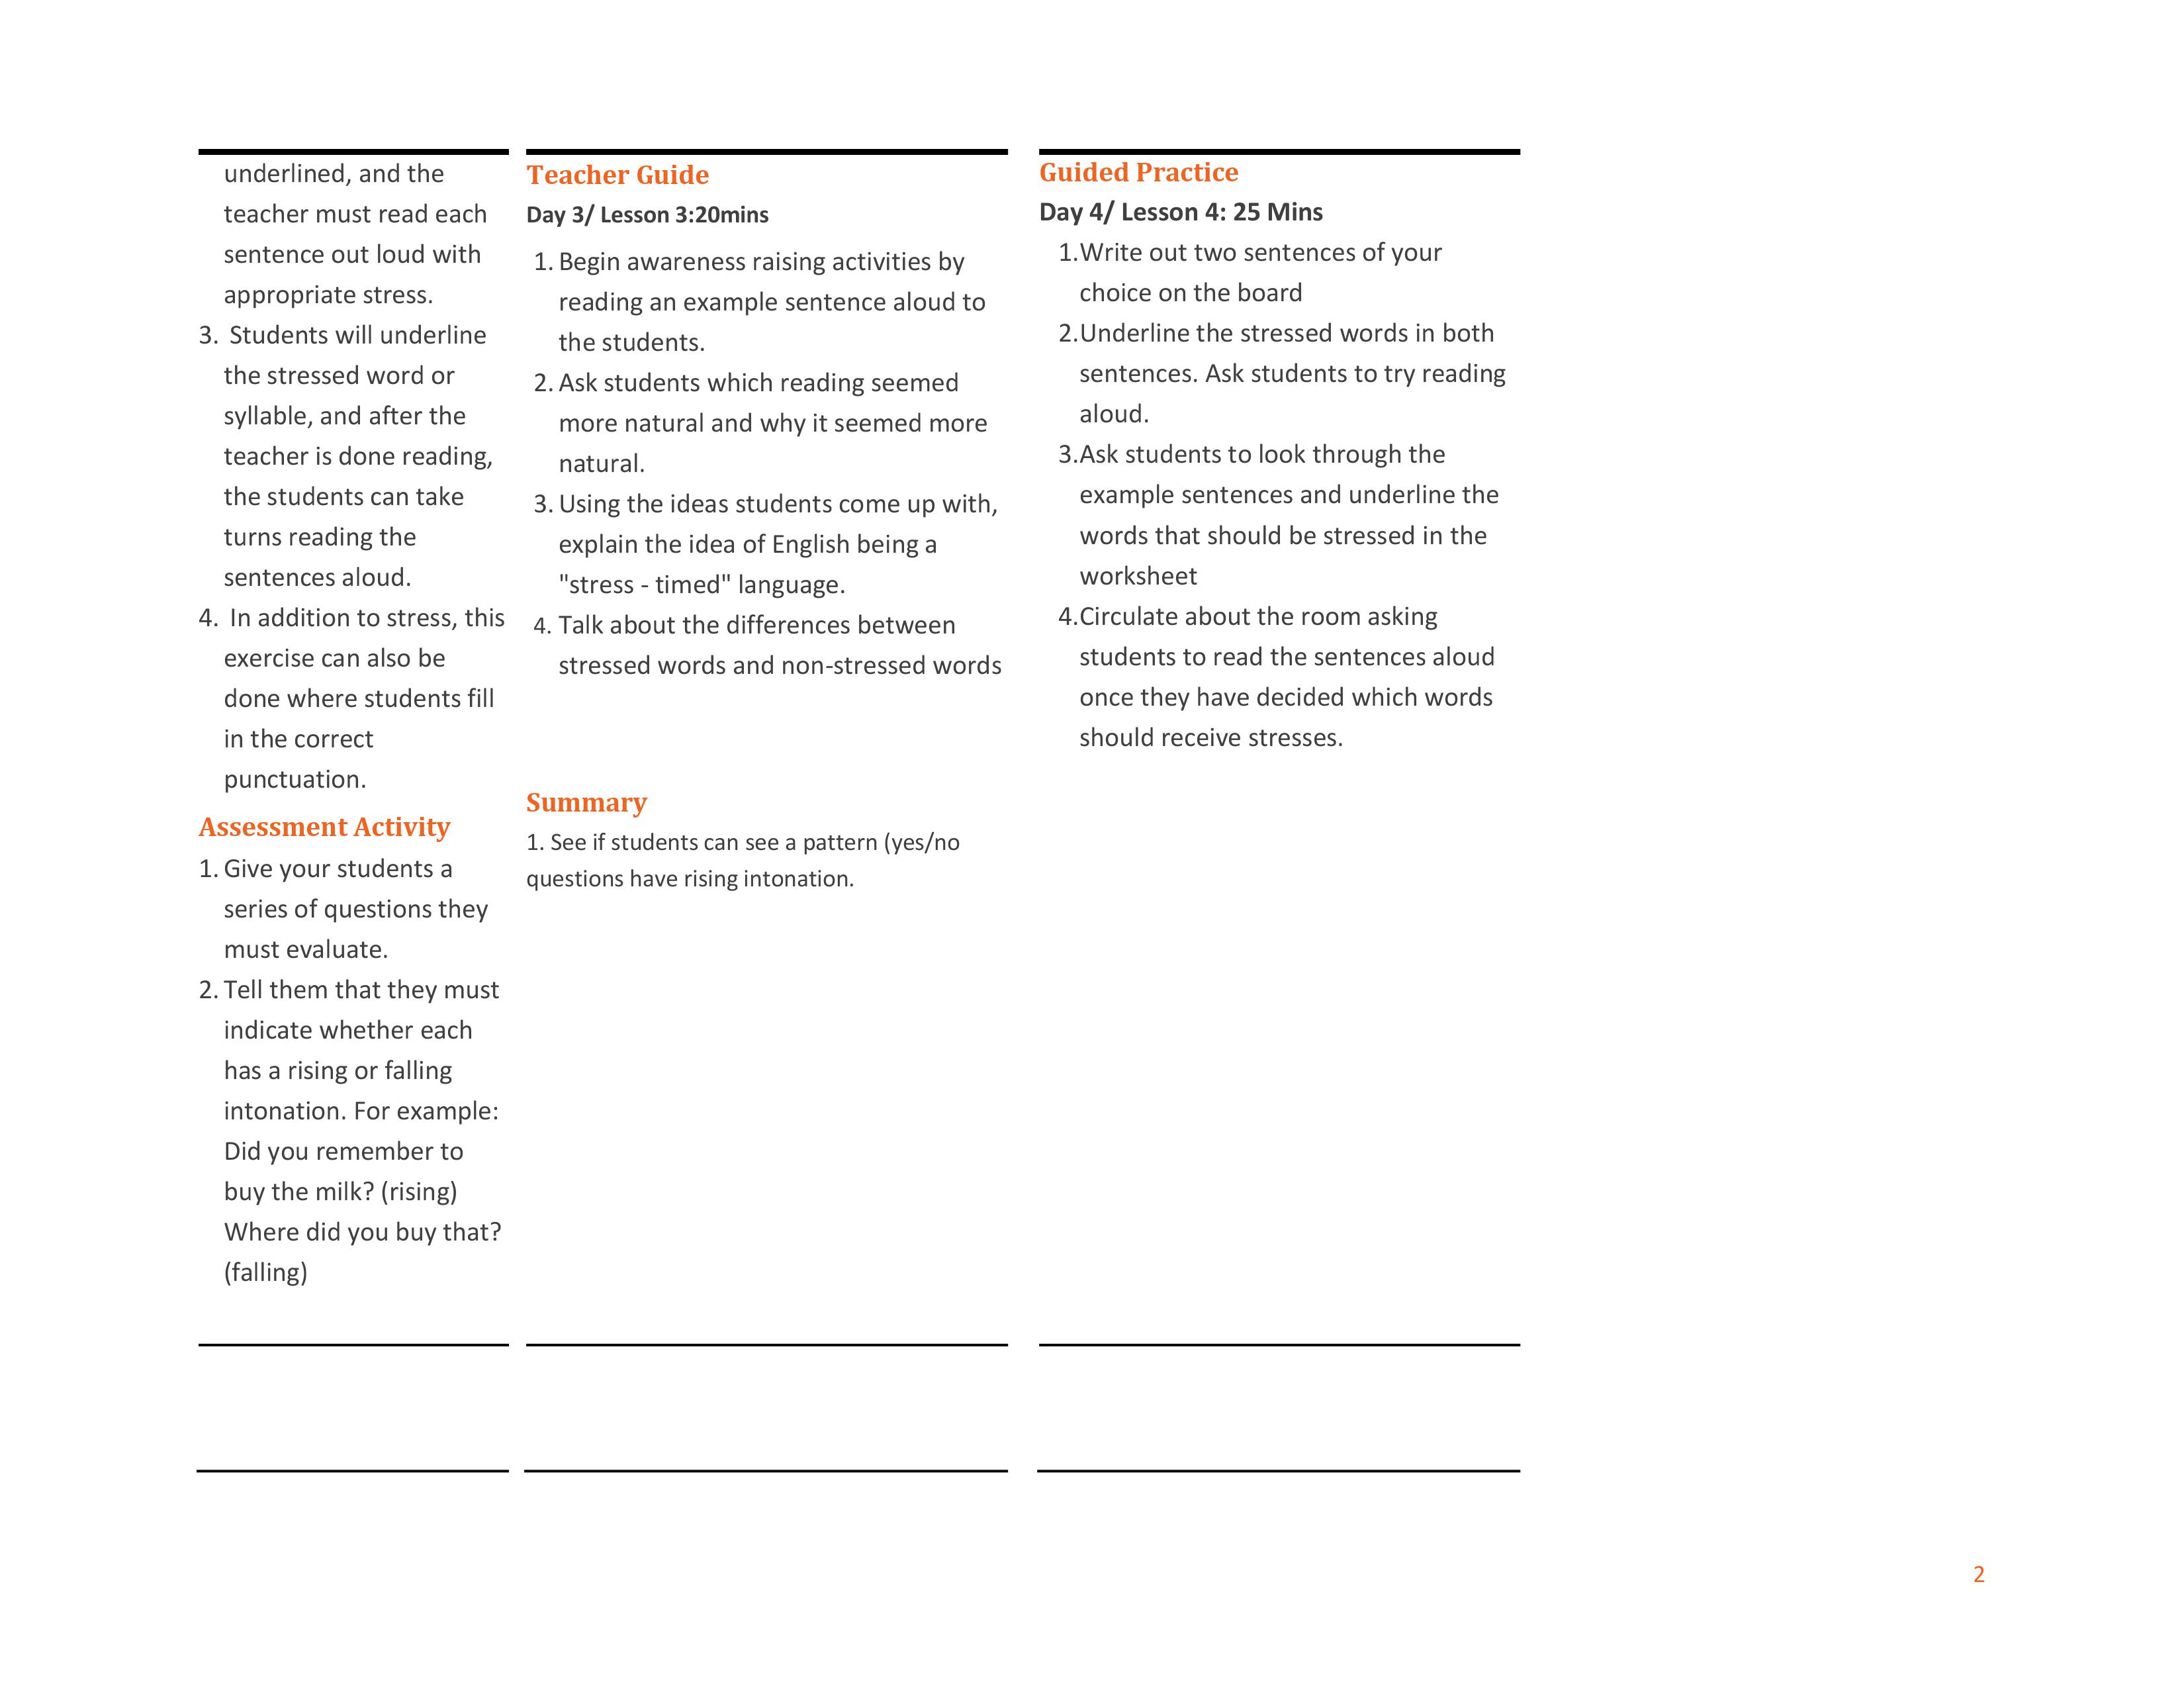 underlined, and the
teacher must read each
sentence out loud with
appropriate stress.
3. Students will underline
the stressed word or
syllable, and after the
teacher is done reading,
the students can take
turns reading the
sentences aloud.
4. In addition to stress, this
exercise can also be
done where students fill
in the correct
punctuation.
Assessment Activity
1. Give your students a
series of questions they
must evaluate.
2. Tell them that they must
indicate whether each
has a rising or falling
intonation. For example:
Did you remember to
buy the milk? (rising)
Where did you buy that?
(falling)
Teacher Guide
Day 3/ Lesson 3:20mins
1. Begin awareness raising activities by
reading an example sentence aloud to
the students.
2. Ask students which reading seemed
more natural and why it seemed more
natural.
3. Using the ideas students come up with,
explain the idea of English being a
"stress - timed" language.
4. Talk about the differences between
stressed words and non-stressed words
Summary
1. See if students can see a pattern (yes/no
questions have rising intonation.
Guided Practice
Day 4/ Lesson 4: 25 Mins
1.Write out two sentences of your
choice on the board
2.Underline the stressed words in both
sentences. Ask students to try reading
aloud.
3.Ask students to look through the
example sentences and underline the
words that should be stressed in the
worksheet
4.Circulate about the room asking
students to read the sentences aloud
once they have decided which words
should receive stresses.
2